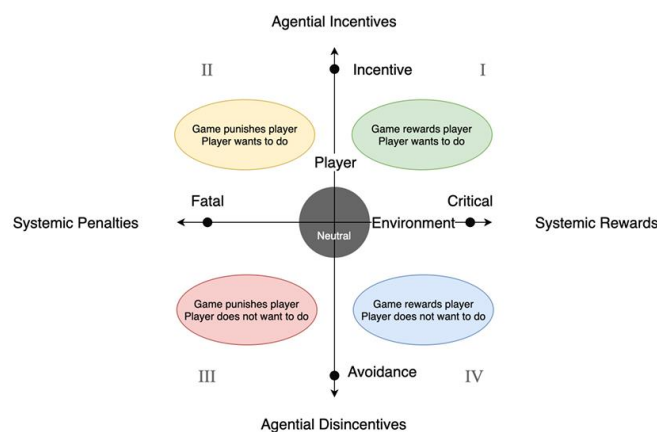 Agential Incentives
II
I
Incentive
Game punishes player
Player wants to do
Game rewards player
Player wants to do
Player
Fatal
Critical
Systemic Penalties
Environment
Systemic Rewards
Neutral
Game punishes player
Player does not want to do
Game rewards player
Player does not want to do
Avoidance
III
IV
Agential Disincentives